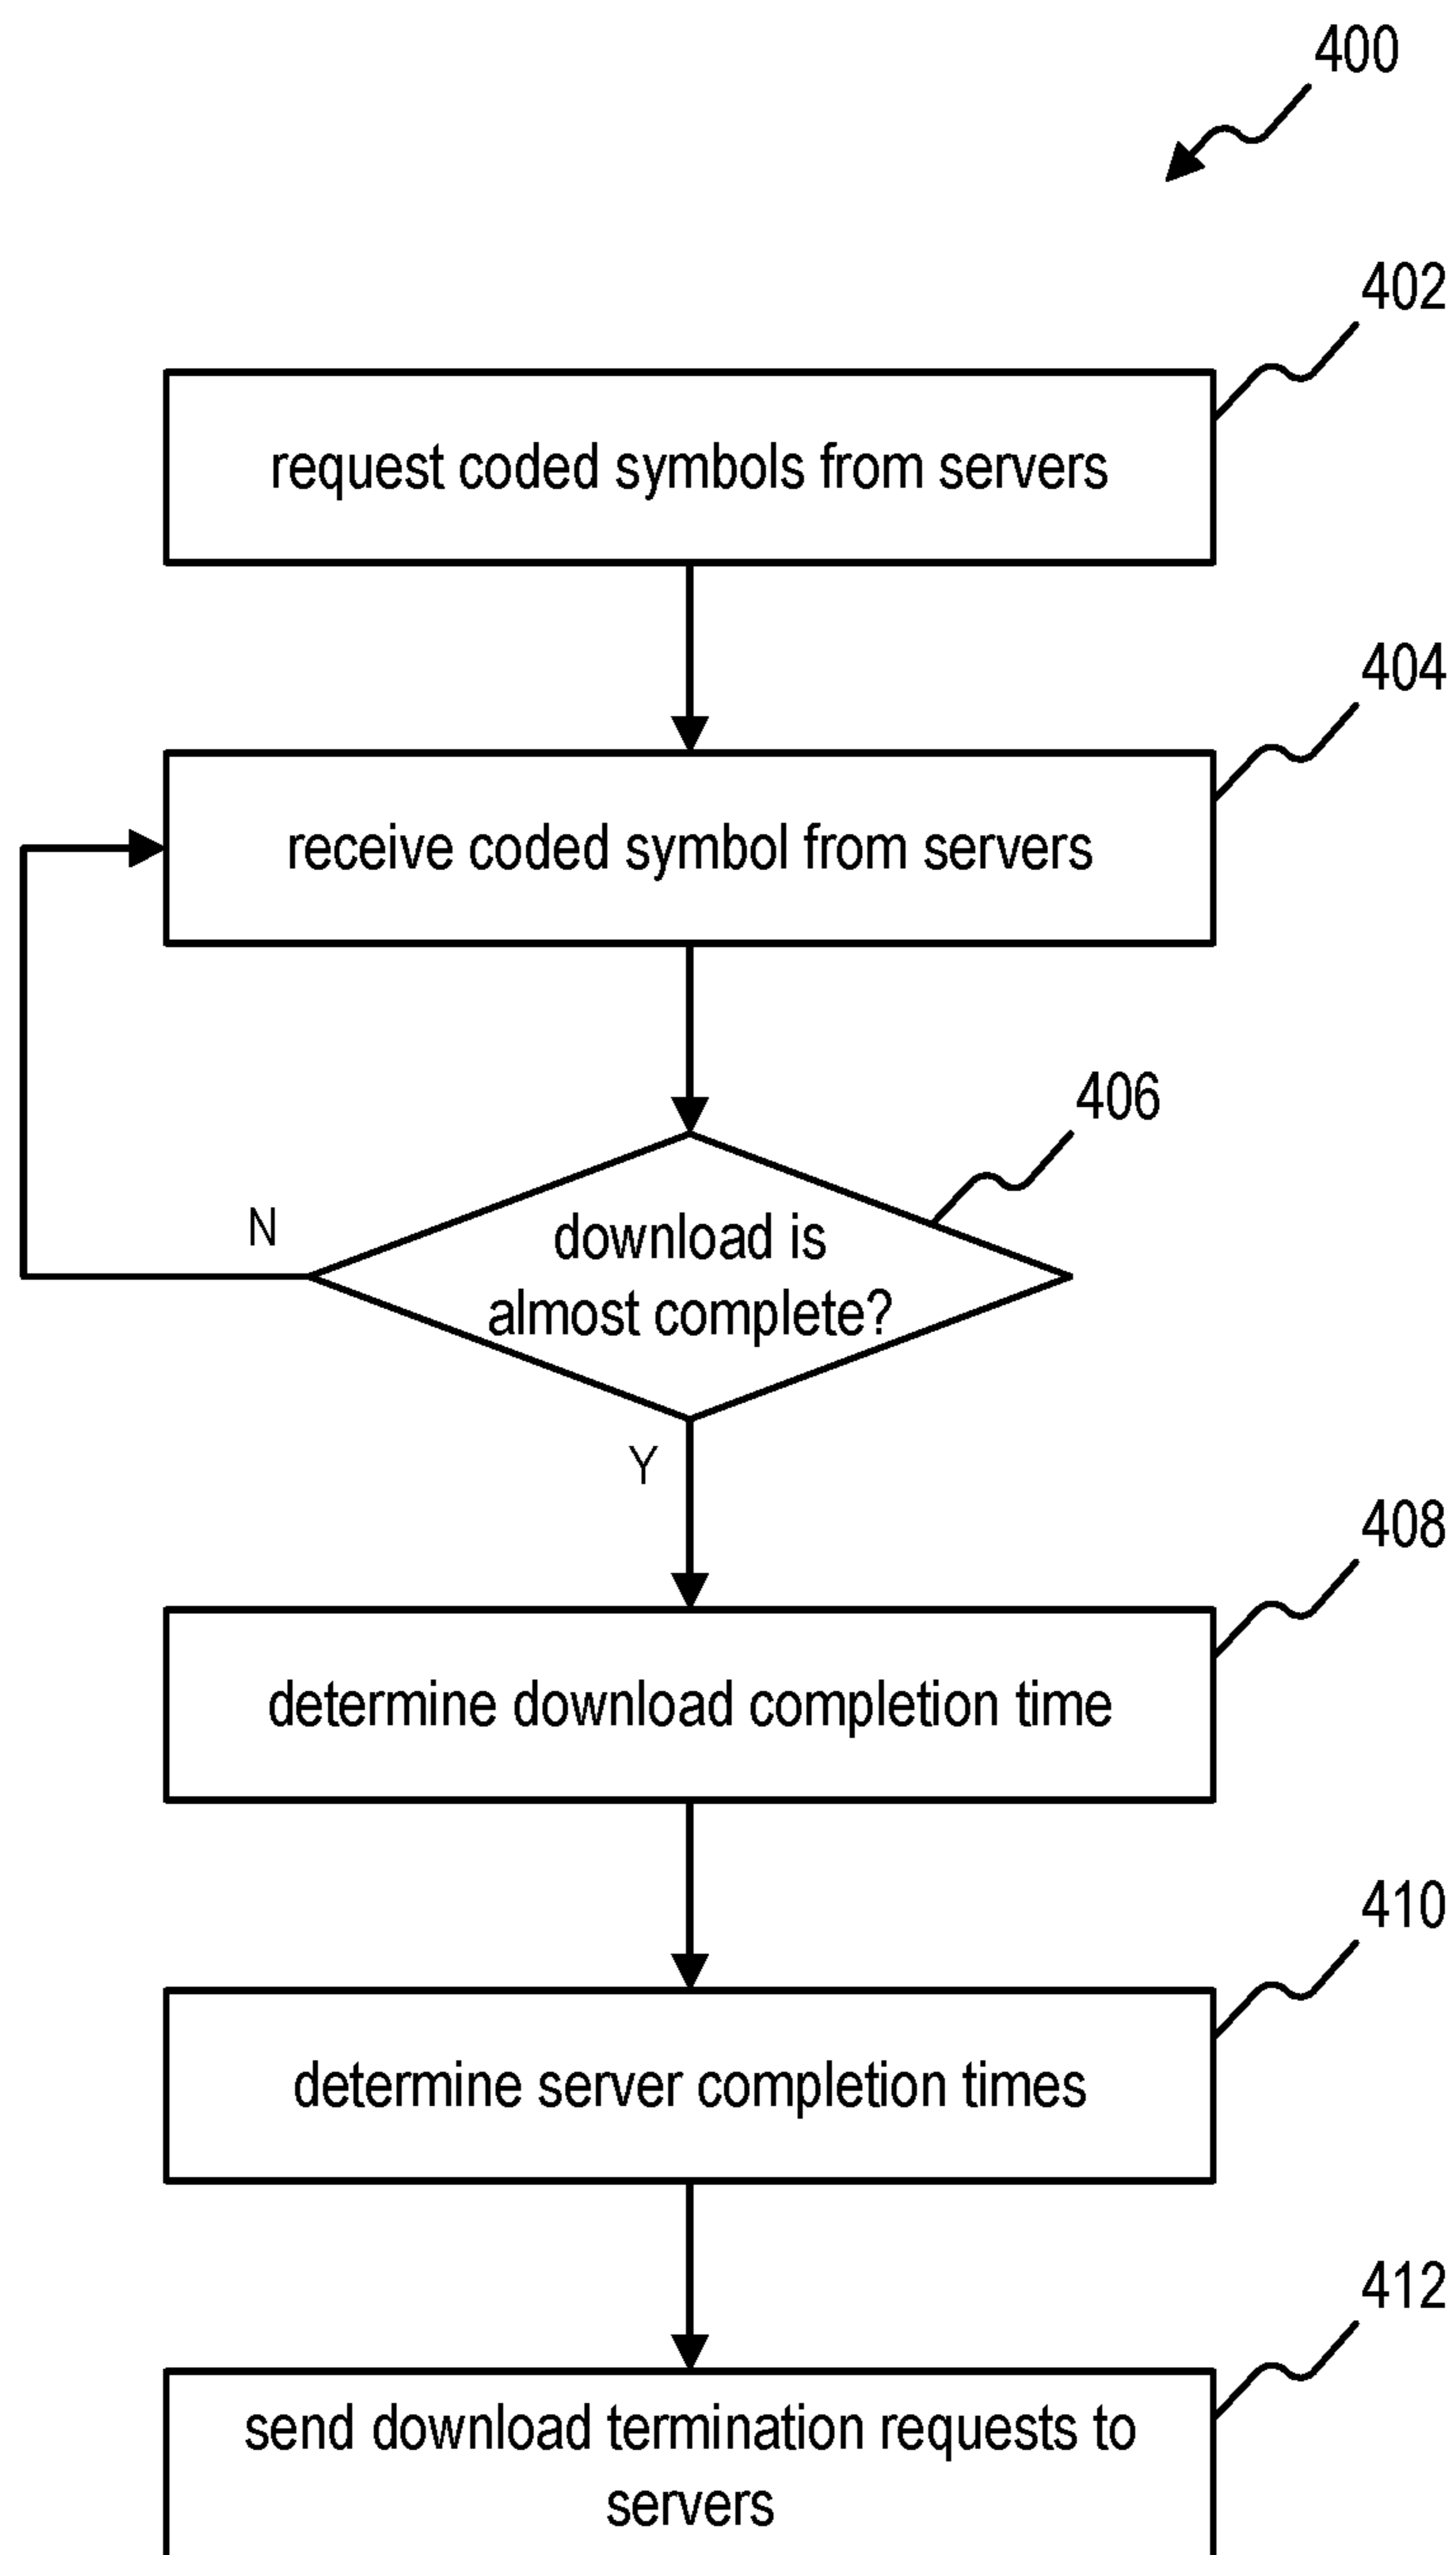 400
402
request coded symbols from servers
404
receive coded symbol from servers
406
download is
almost complete?
N
Y
408
determine download completion time
410
determine server completion times
412
send download termination requests to
servers